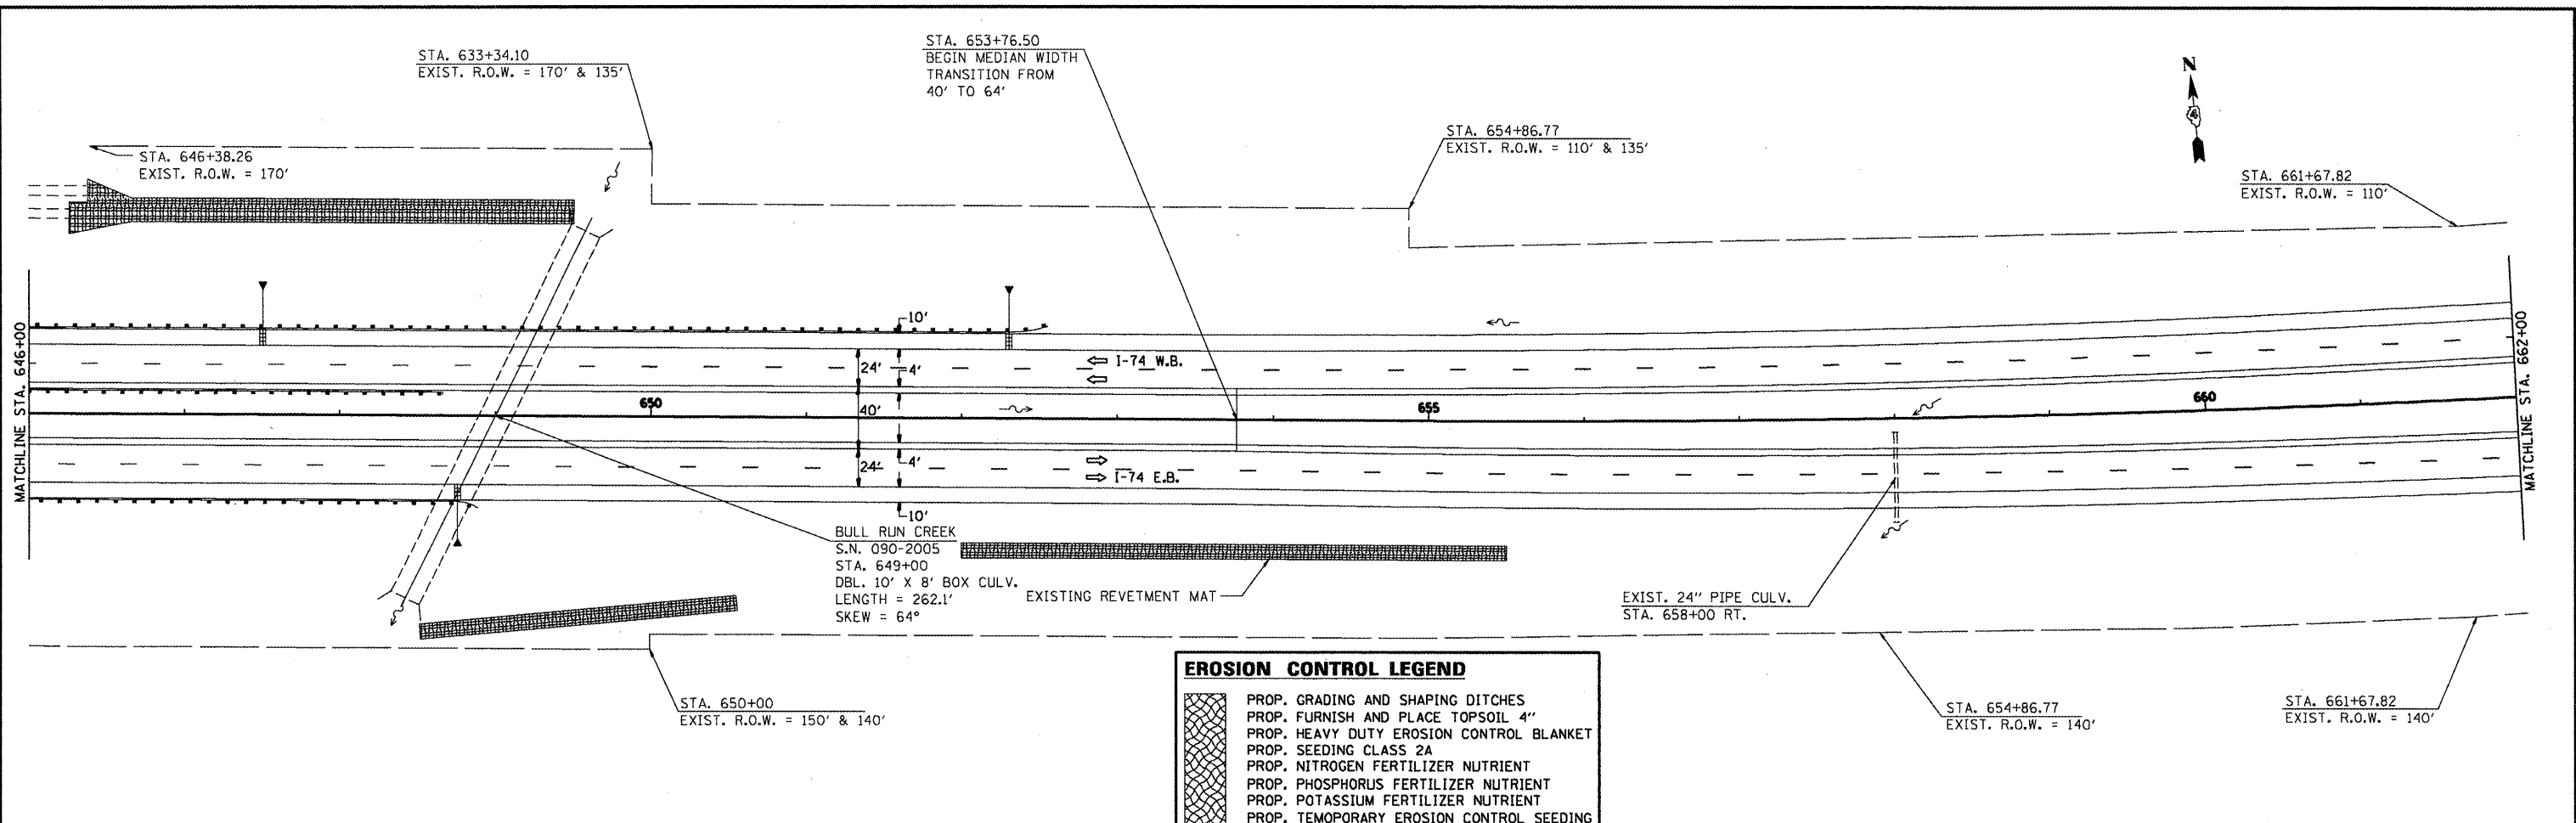 STA. 633+34.10
EXIST. R.O.W. = 170' & 135'
STA. 653+76.50
BEGIN MEDIAN WIDTH
TRANSITION FROM
40' TO 64'
N
STA. 646+38.26
EXIST. R.O.W. = 170'
STA. 654+86.77
EXIST. R.O.W. = 110' & 135'
STA. 661+67.82
EXIST. R.O.W. = 110'
MATCHLINE STA. 646+00
10'
24'
4'
I-74 W.B.
650
40'
655
660
24'
4'
I-74 E.B.
10'
MATCHLINE STA. 662+00
BULL RUN CREEK
S.N. 090-2005
STA. 649+00
DBL. 10' X 8' BOX CULV.
LENGTH = 262.1'
SKEW = 64°
EXISTING REVETMENT MAT
EXIST. 24" PIPE CULV.
STA. 658+00 RT.
STA. 650+00
EXIST. R.O.W. = 150' & 140'
STA. 654+86.77
EXIST. R.O.W. = 140'
STA. 661+67.82
EXIST. R.O.W. = 140'
EROSION CONTROL LEGEND
PROP. GRADING AND SHAPING DITCHES
PROP. FURNISH AND PLACE TOPSOIL 4"
PROP. HEAVY DUTY EROSION CONTROL BLANKET
PROP. SEEDING CLASS 2A
PROP. NITROGEN FERTILIZER NUTRIENT
PROP. PHOSPHORUS FERTILIZER NUTRIENT
PROP. POTASSIUM FERTILIZER NUTRIENT
PROP. TEMOPORARY EROSION CONTROL SEEDING